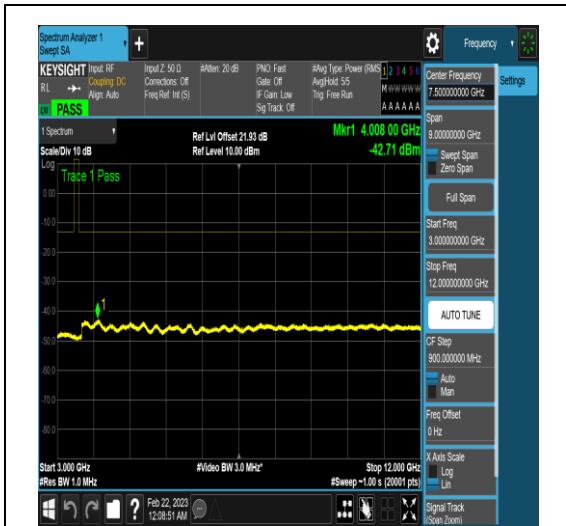 Spectrum Analyzer 1
Swept SA
+
Frequency
KEYSIGHT
RL
PASS
Input: RF
Coupling: DC
Align: Auto
Input Z: 50 Ω
Corrections: Off
Freq Ref: Int (S)
#Atten: 20 dB
PNO: Fast
Gate: Off
IF Gain: Low
Sig Track: Off
#Avg Type: Power (RMS
Avg|Hold: 5/5
Trig: Free Run
1 2 3 4 5 6
M W W W W W
A A A A A A
Center Frequency
7.500000000 GHz
Settings
Span
9.00000000 GHz
Swept Span
Zero Span
Full Span
Start Freq
3.000000000 GHz
Stop Freq
12.000000000 GHz
AUTO TUNE
CF Step
900.000000 MHz
Auto
Man
Freq Offset
0 Hz
X Axis Scale
Log
Lin
Signal Track
(Span Zoom)
1 Spectrum
Scale/Div 10 dB
Ref Lvl Offset 21.93 dB
Ref Level 10.00 dBm
Mkr1 4.008 00 GHz
-42.71 dBm
Log
Trace 1 Pass
0.00
-10.0
-20.0
-30.0
-40.0
-50.0
-60.0
-70.0
-80.0
1
Start 3.000 GHz
#Res BW 1.0 MHz
#Video BW 3.0 MHz*
Stop 12.000 GHz
#Sweep ~1.00 s (20001 pts)
?
Feb 22, 2023
12:08:51 AM